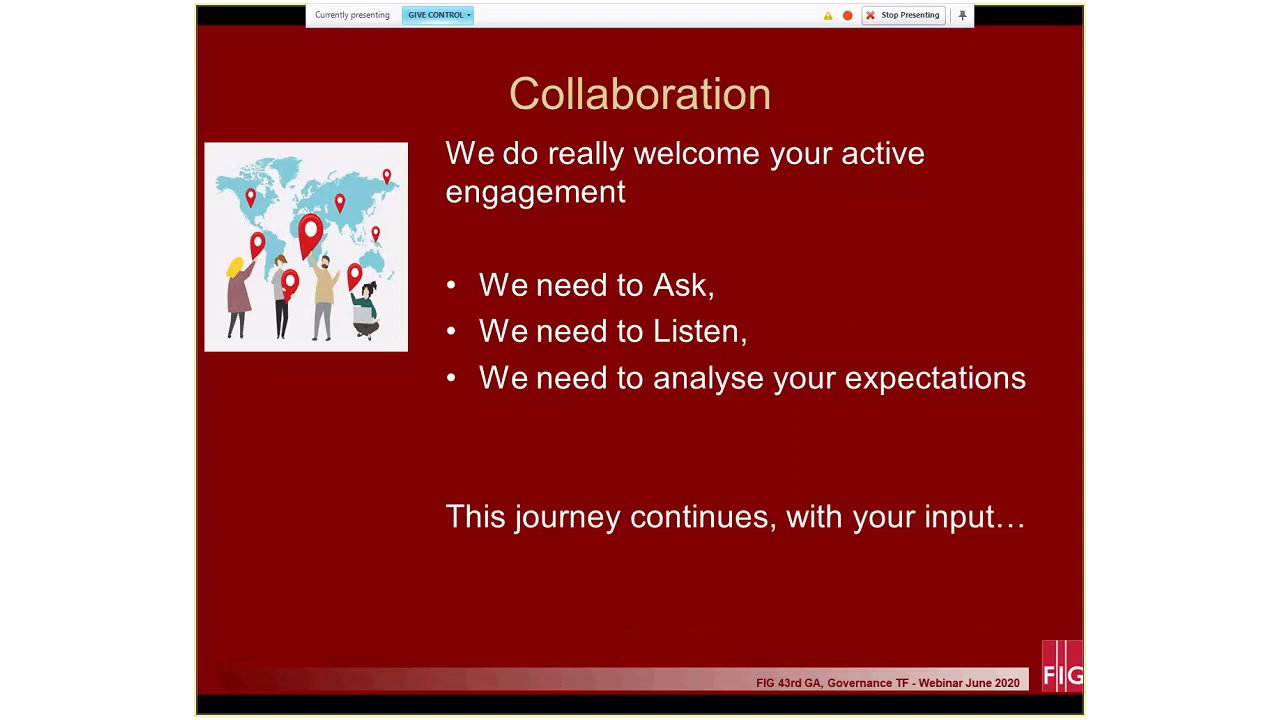 Currently presenting GIVE CONTROL Stop Presenting
Collaboration
We do really welcome your active
engagement
• We need to Ask,
• We need to Listen,
• We need to analyse your expectations
This journey continues, with your input…
FIG 43rd GA, Governance TF - Webinar June 2020
FIG